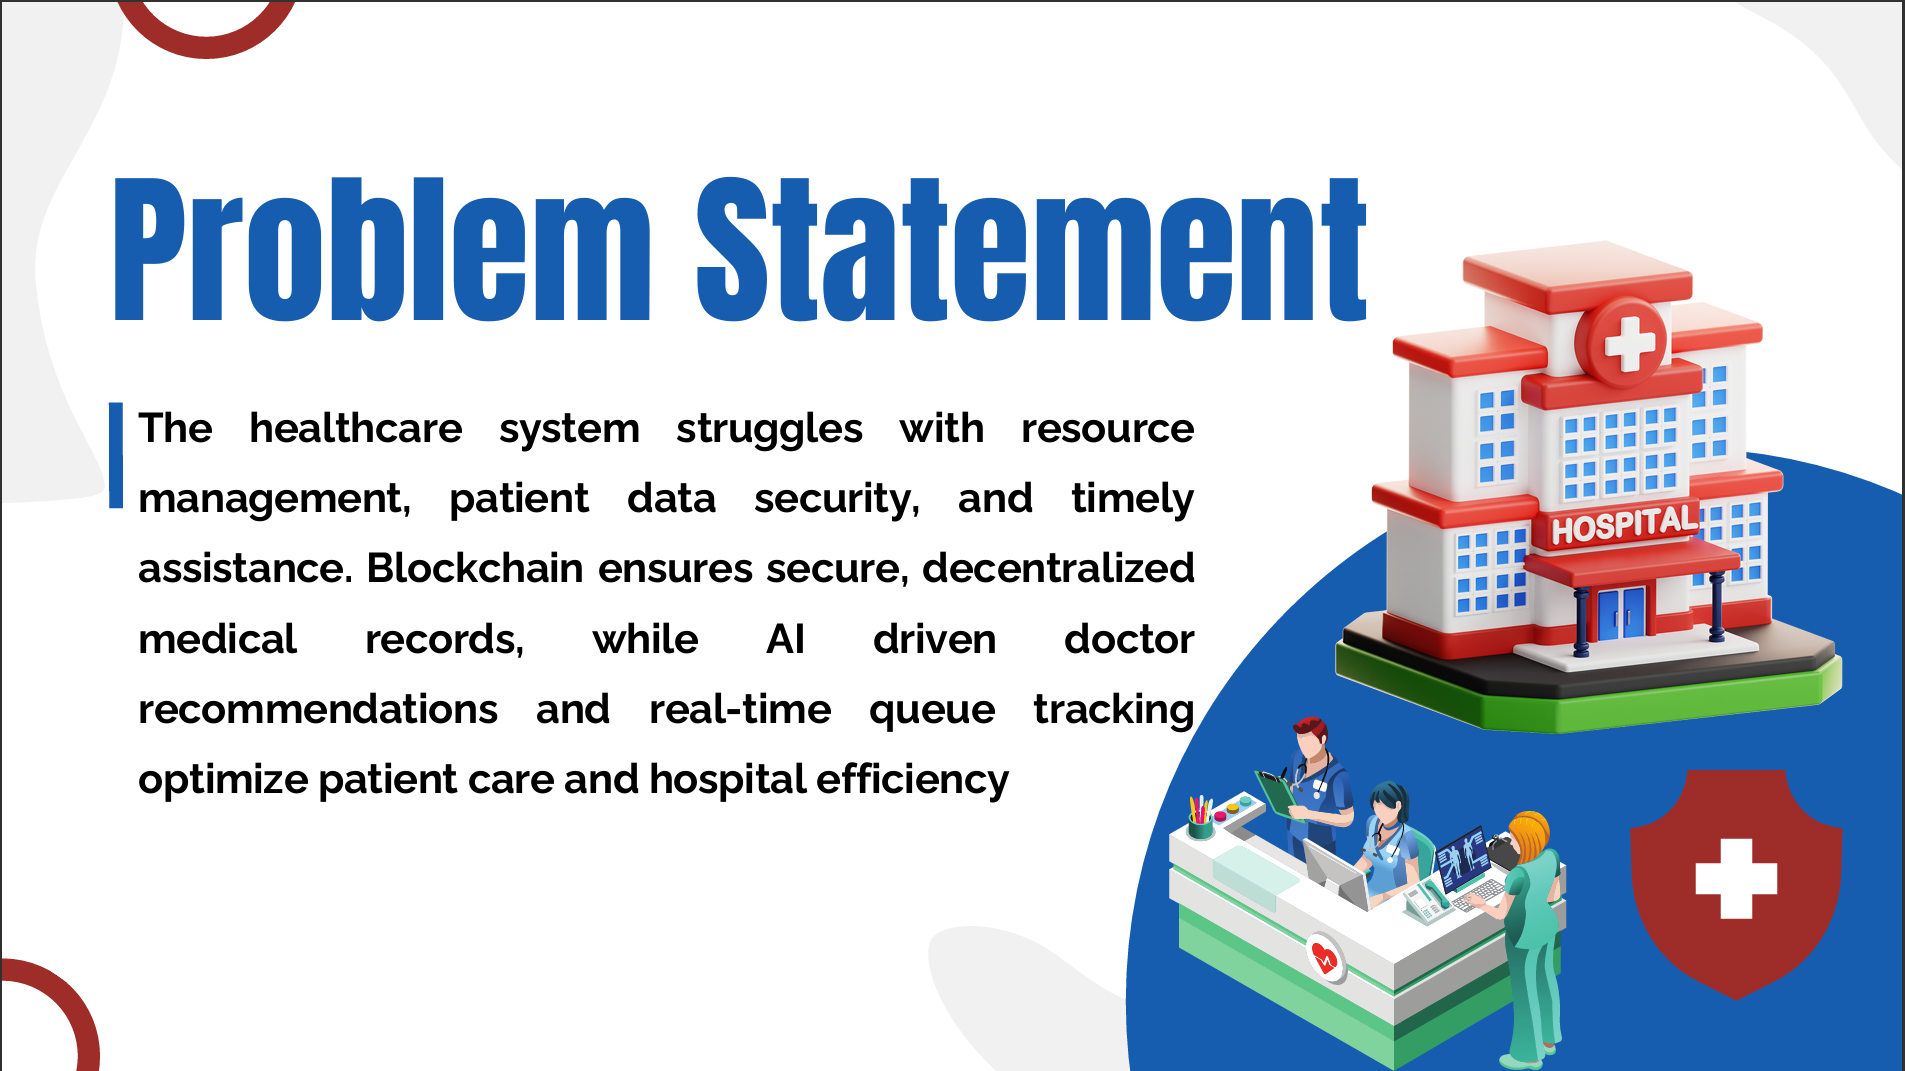 Problem Statement
The healthcare system struggles with resource
management, patient data security, and timely
assistance. Blockchain ensures secure, decentralized
medical records, while AI driven doctor
recommendations and real-time queue tracking
optimize patient care and hospital efficiency
HOSPITAL